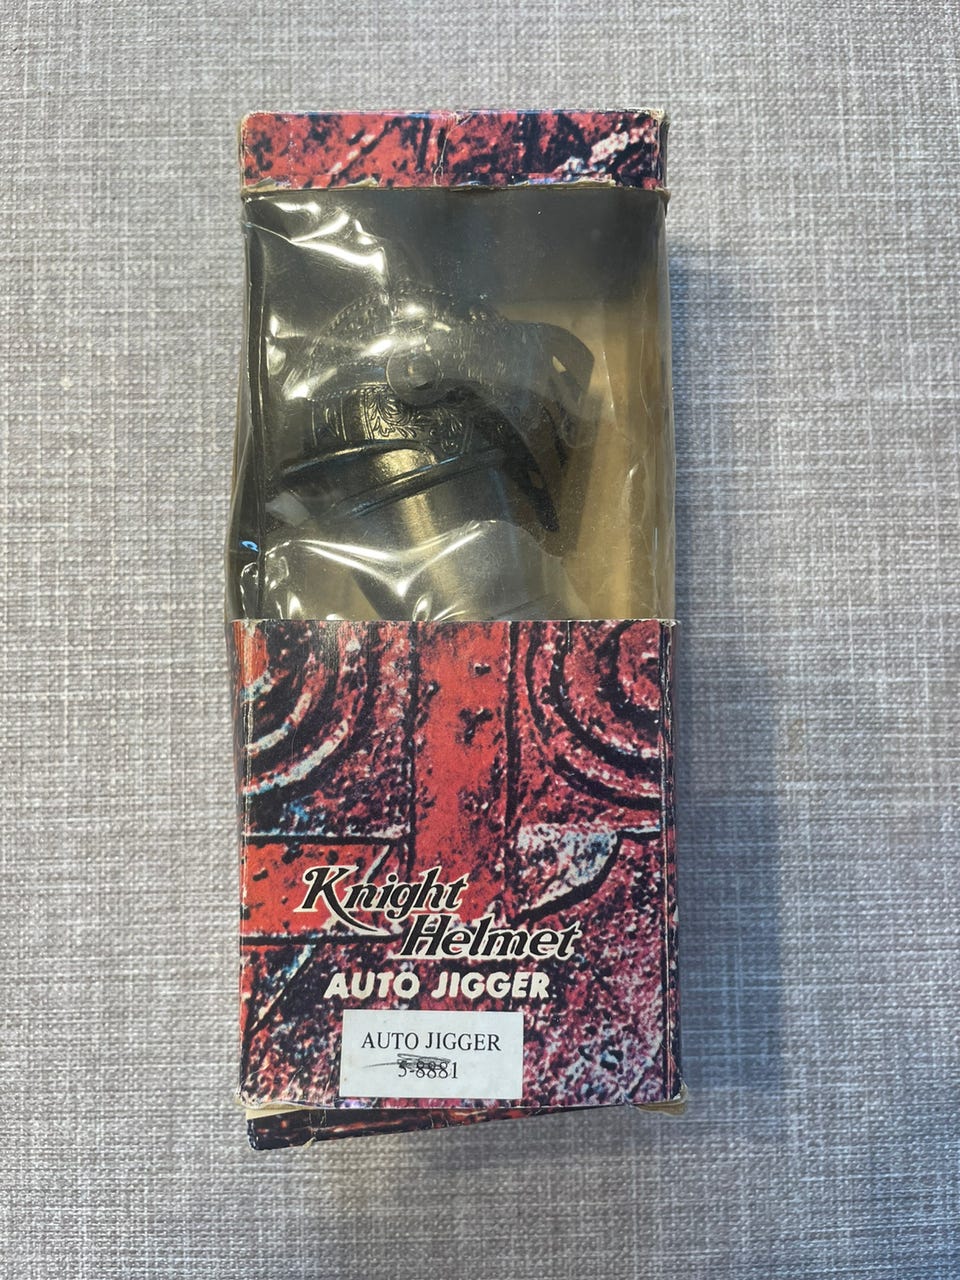 Knight
Helmet
AUTO JIGGER
AUTO JIGGER
5-8881